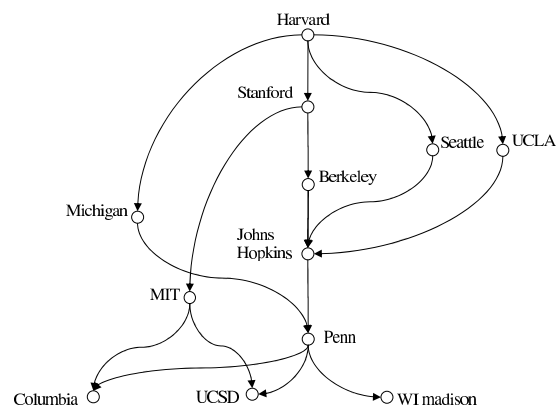 Harvard
Stanford
Seattle
UCLA
Berkeley
Michigan
Johns
Hopkins
MIT
Penn
Columbia
UCSD
WI madison